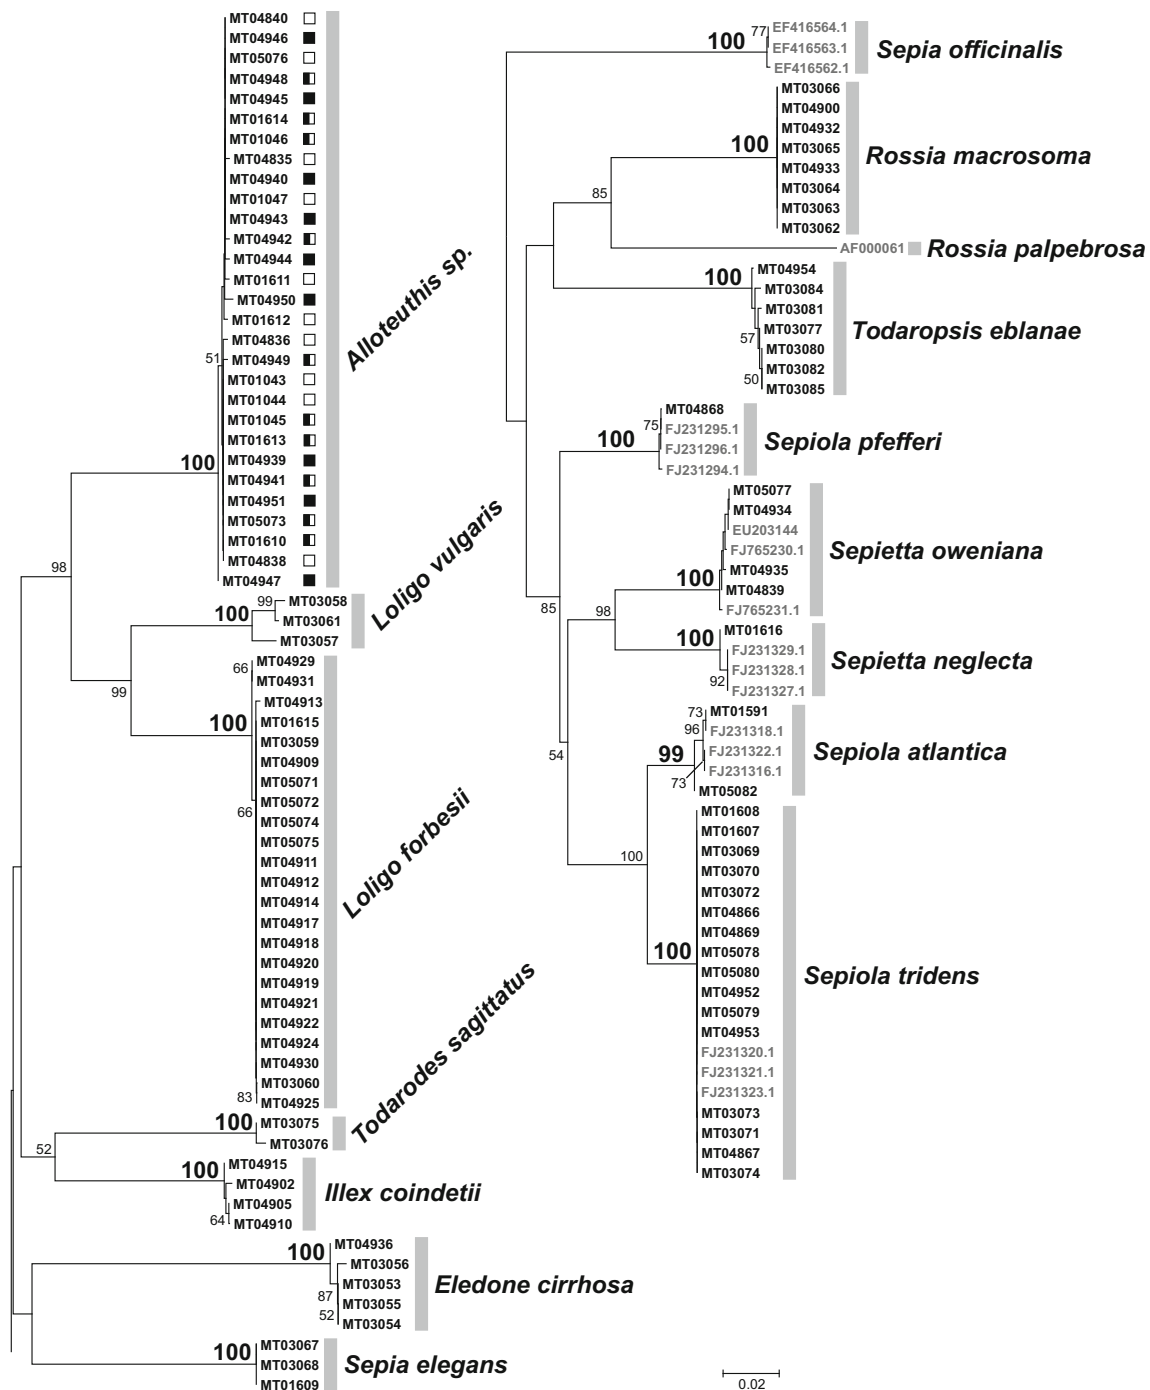 MT04840
MT04946
MT05076
MT04948
MT04945
MT01614
MT01046
MT04835
MT04940
MT01047
MT04943
MT04942
MT04944
MT01611
MT04950
MT01612
MT04836
51
MT04949
MT01043
MT01044
MT01045
MT01613
100
MT04939
MT04941
MT04951
MT05073
MT01610
MT04838
MT04947
Alloteuthis sp.
98
99
MT03058
100
MT03061
MT03057
Loligo vulgaris
99
66
MT04929
MT04931
MT04913
100
MT01615
MT03059
MT04909
MT05071
MT05072
66
MT05074
MT05075
MT04911
MT04912
MT04914
MT04917
MT04918
MT04920
MT04919
MT04921
MT04922
MT04924
MT04930
MT03060
83
MT04925
Loligo forbesii
52
100
MT03075
MT03076
Todarodes sagittatus
100
MT04915
MT04902
MT04905
64
MT04910
Illex coindetii
100
MT04936
MT03056
MT03053
87
MT03055
52
MT03054
Eledone cirrhosa
100
MT03067
MT03068
MT01609
Sepia elegans
100
77
EF416564.1
EF416563.1
EF416562.1
Sepia officinalis
85
100
MT03066
MT04900
MT04932
MT03065
MT04933
MT03064
MT03063
MT03062
Rossia macrosoma
AF000061
Rossia palpebrosa
100
MT04954
MT03084
MT03081
57
MT03077
MT03080
MT03082
50
MT03085
Todaropsis eblanae
85
100
75
MT04868
FJ231295.1
FJ231296.1
FJ231294.1
Sepiola pfefferi
54
98
100
MT05077
MT04934
EU203144
FJ765230.1
MT04935
MT04839
FJ765231.1
Sepietta oweniana
100
MT01616
FJ231329.1
FJ231328.1
92
FJ231327.1
Sepietta neglecta
100
99
73
96
73
MT01591
FJ231318.1
FJ231322.1
FJ231316.1
MT05082
Sepiola atlantica
100
MT01608
MT01607
MT03069
MT03070
MT03072
MT04866
MT04869
MT05078
MT05080
MT04952
MT05079
MT04953
FJ231320.1
FJ231321.1
FJ231323.1
MT03073
MT03071
MT04867
MT03074
Sepiola tridens
0.02